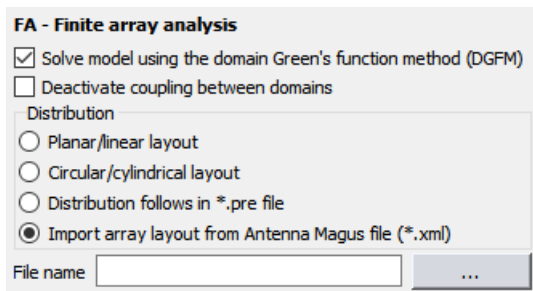 FA - Finite array analysis
Solve model using the domain Green's function method (DGFM)
Deactivate coupling between domains
Distribution
Planar/linear layout
Circular/cylindrical layout
Distribution follows in *.pre file
Import array layout from Antenna Magus file (*.xml)
File name ...